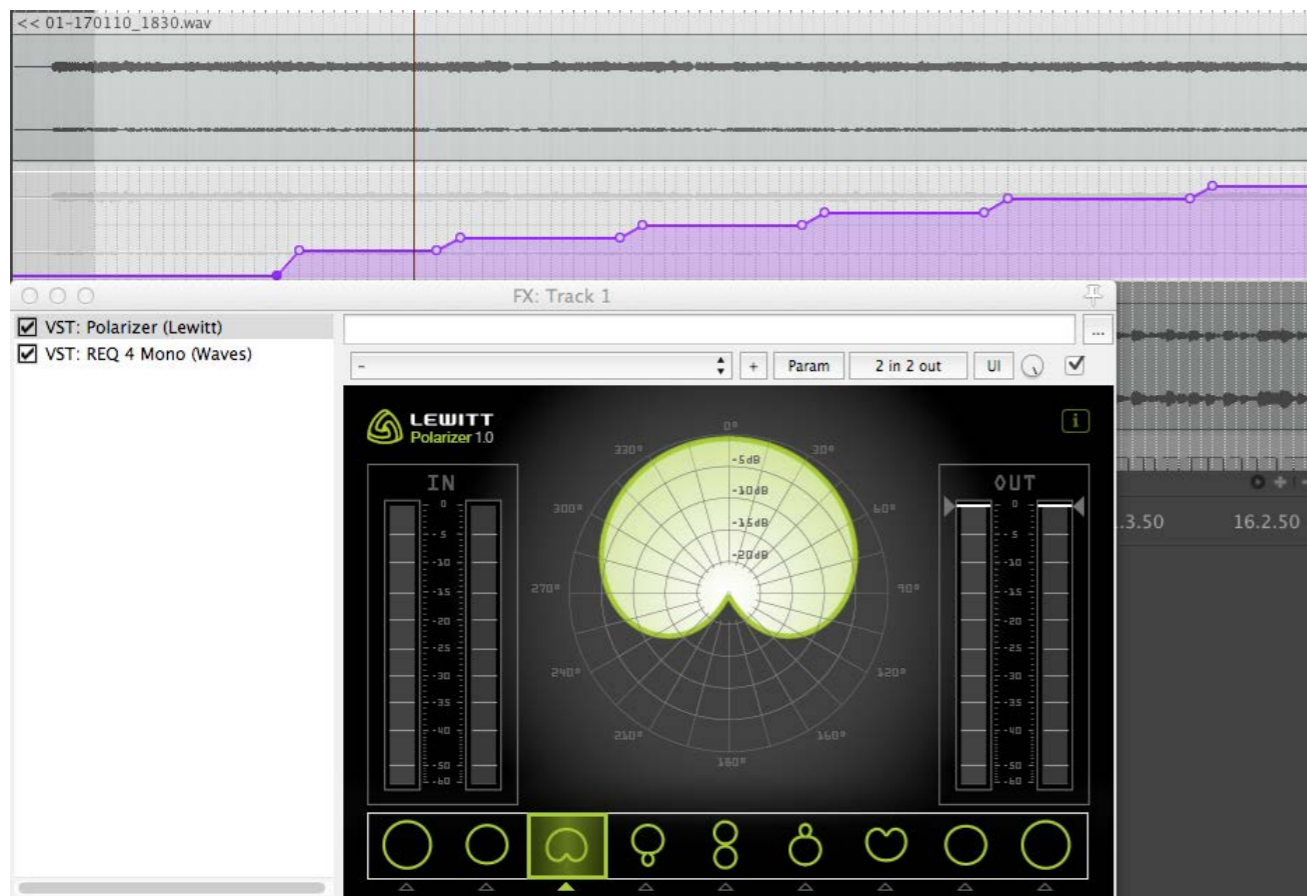 << 01-170110_1830.wav
FX: Track 1
VST: Polarizer (Lewitt)
VST: REQ 4 Mono (Waves)
...
-
+
Param
2 in 2 out
UI
LEWITT
Polarizer 1.0
i
IN
0
-5
-10
-15
-20
-25
-30
-35
-40
-50
-60
0°
30°
60°
90°
120°
160°
180°
210°
240°
270°
300°
330°
-5dB
-10dB
-15dB
-20dB
OUT
0
-5
-10
-15
-20
-25
-30
-35
-40
-50
-60
.3.50
16.2.50